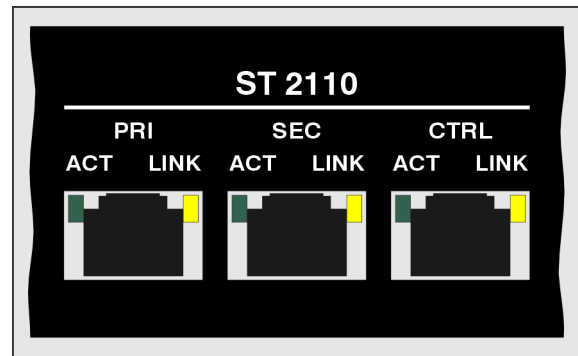 ST 2110
PRI SEC CTRL
ACT LINK ACT LINK ACT LINK